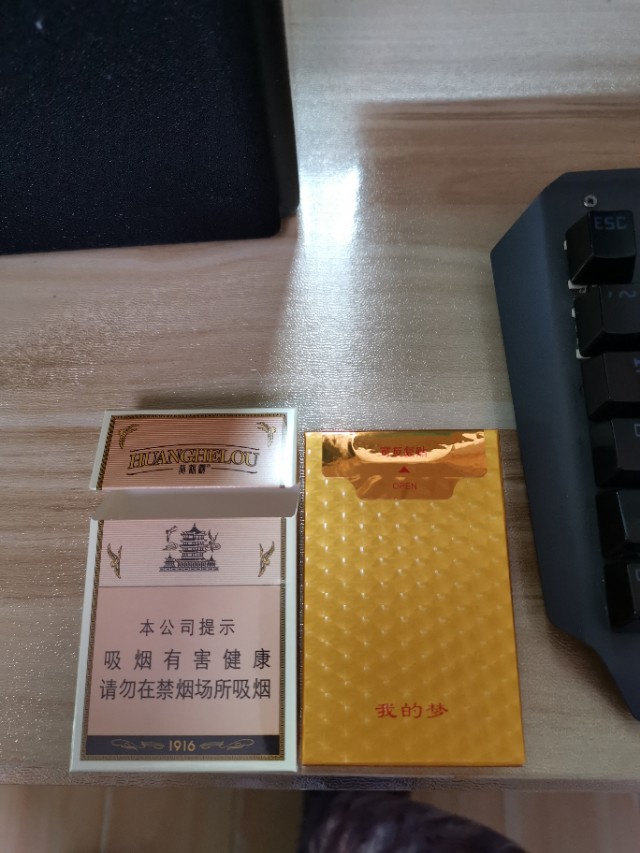 HUANGHELOU
黄鹤楼
本公司提示
吸烟有害健康
请勿在禁烟场所吸烟
1916
OPEN
我的梦
ESC